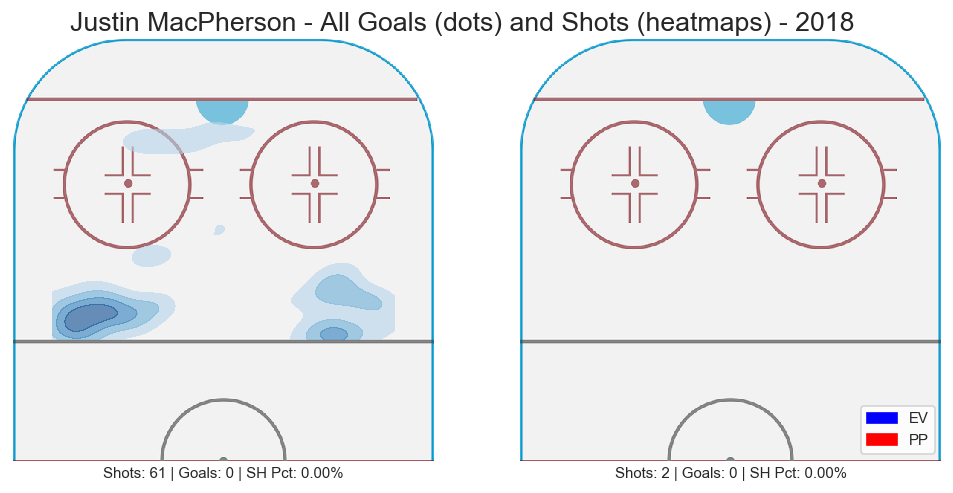 Justin MacPherson - All Goals (dots) and Shots (heatmaps) - 2018
EV
PP
Shots: 61 | Goals: 0 | SH Pct: 0.00%
Shots: 2 | Goals: 0 | SH Pct: 0.00%